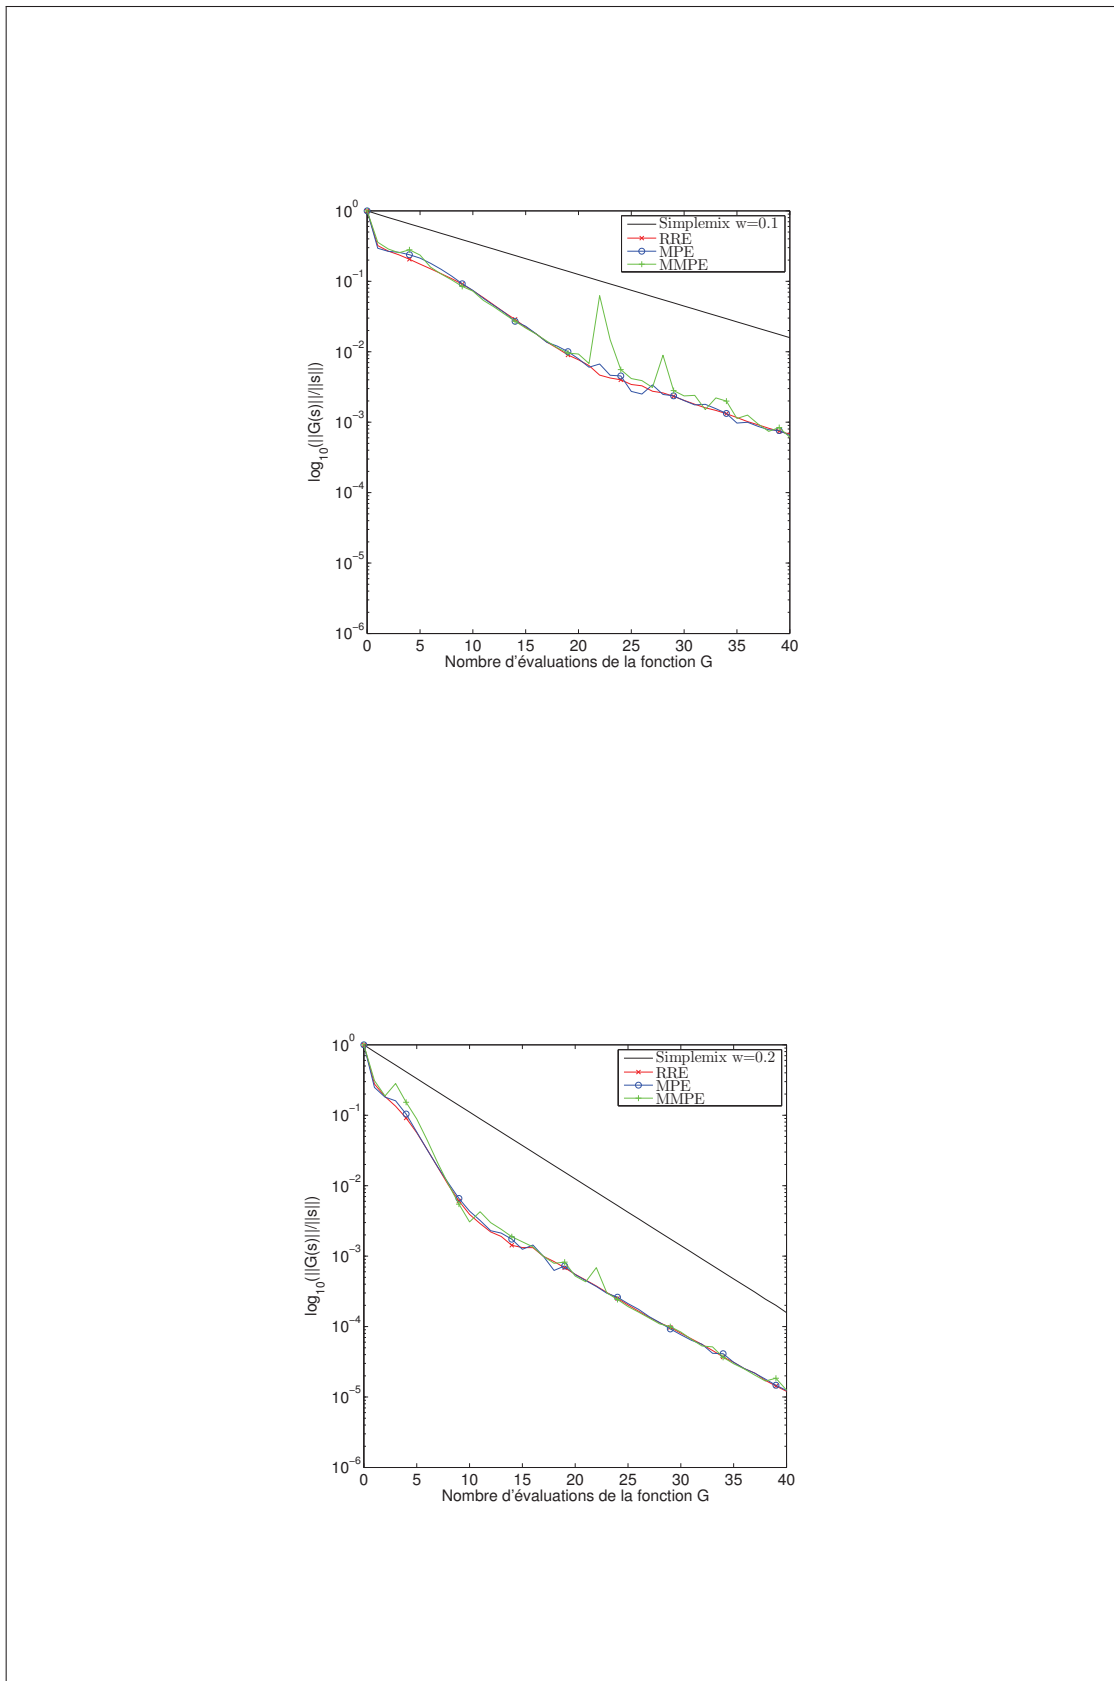 10^0
10^-1
10^-2
10^-3
10^-4
10^-5
10^-6
log_10(||G(s)||/||s||)
Simplemix w=0.1
RRE
MPE
MMPE
0 5 10 15 20 25 30 35 40
Nombre d'évaluations de la fonction G
10^0
10^-1
10^-2
10^-3
10^-4
10^-5
10^-6
log_10(||G(s)||/||s||)
Simplemix w=0.2
RRE
MPE
MMPE
0 5 10 15 20 25 30 35 40
Nombre d'évaluations de la fonction G